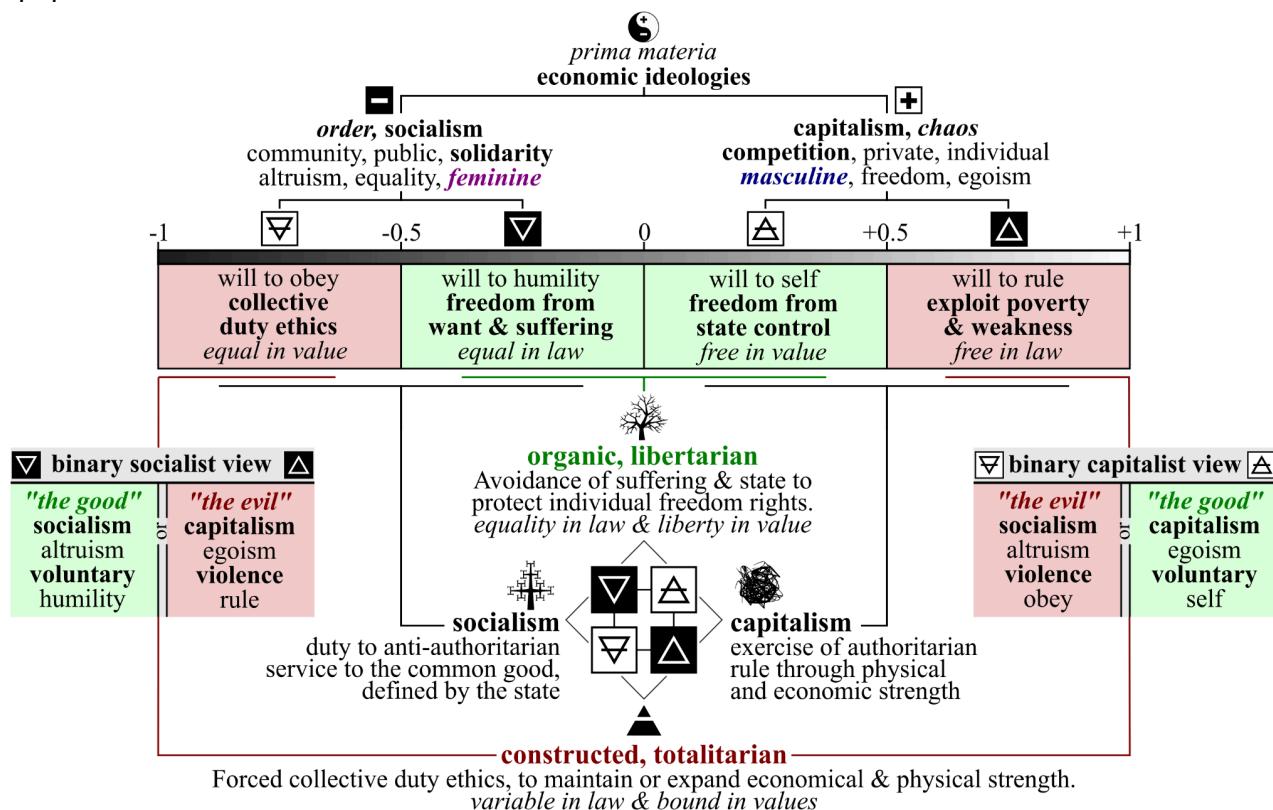 prima materia
economic ideologies
order, socialism
community, public, solidarity
altruism, equality, feminine
capitalism, chaos
competition, private, individual
masculine, freedom, egoism
-1
-0.5
0
+0.5
+1
will to obey
collective
duty ethics
equal in value
will to humility
freedom from
want & suffering
equal in law
will to self
freedom from
state control
free in value
will to rule
exploit poverty
& weakness
free in law
organic, libertarian
Avoidance of suffering & state to
protect individual freedom rights.
equality in law & liberty in value
binary socialist view
"the good"
socialism
altruism
voluntary
humility
or
"the evil"
capitalism
egoism
violence
rule
binary capitalist view
"the evil"
socialism
altruism
violence
obey
or
"the good"
capitalism
egoism
voluntary
self
socialism
duty to anti-authoritarian
service to the common good,
defined by the state
capitalism
exercise of authoritarian
rule through physical
and economic strength
constructed, totalitarian
Forced collective duty ethics, to maintain or expand economical & physical strength.
variable in law & bound in values